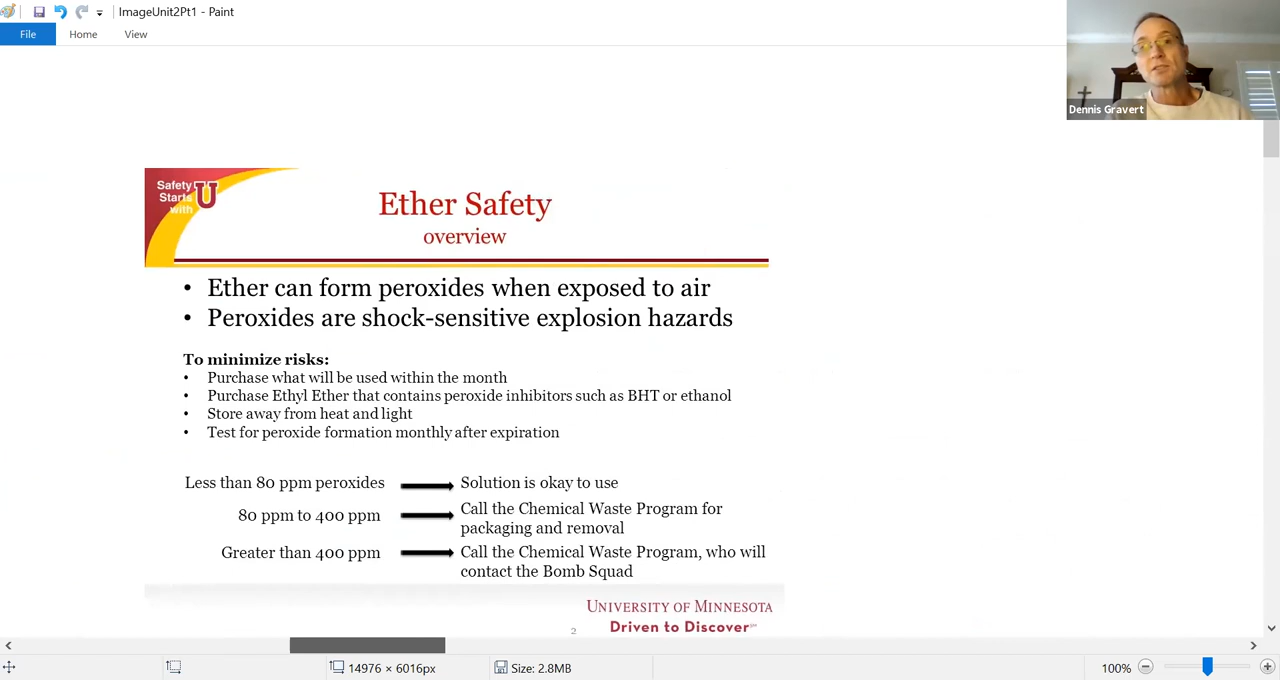 ImageUnit2Pt1 - Paint
File Home View
Dennis Gravert
Safety
Starts
with U
Ether Safety
overview
• Ether can form peroxides when exposed to air
• Peroxides are shock-sensitive explosion hazards
To minimize risks:
• Purchase what will be used within the month
• Purchase Ethyl Ether that contains peroxide inhibitors such as BHT or ethanol
• Store away from heat and light
• Test for peroxide formation monthly after expiration
Less than 80 ppm peroxides Solution is okay to use
80 ppm to 400 ppm Call the Chemical Waste Program for
packaging and removal
Greater than 400 ppm Call the Chemical Waste Program, who will
contact the Bomb Squad
UNIVERSITY OF MINNESOTA
Driven to Discover℠
2
14976 × 6016px Size: 2.8MB 100%